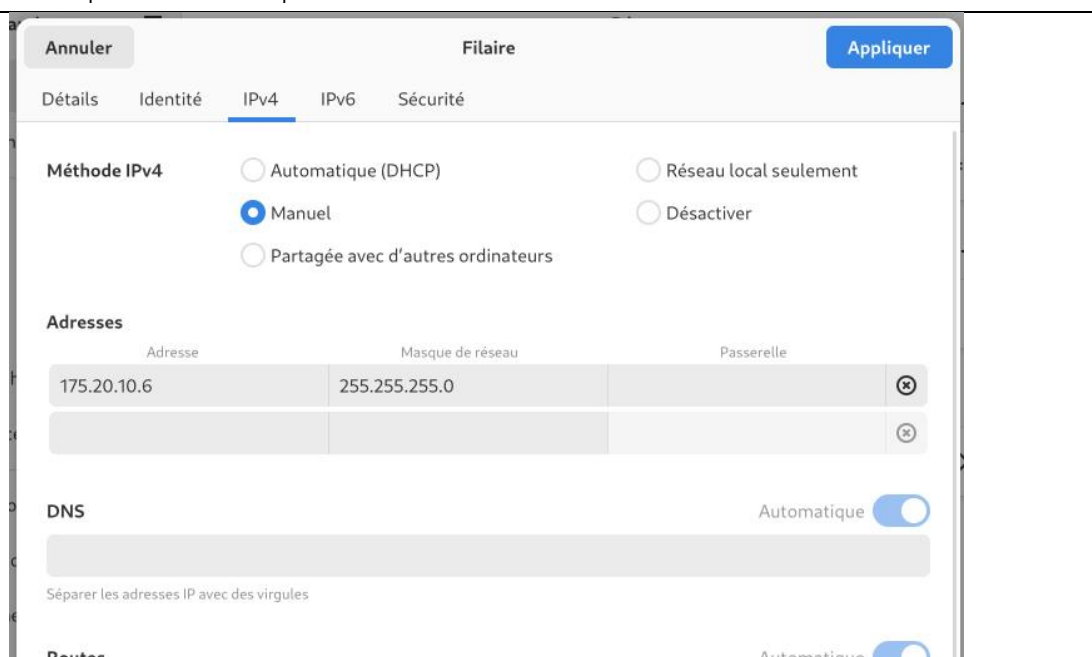 Annuler Filaire Appliquer
Détails Identité IPv4 IPv6 Sécurité
Méthode IPv4 Automatique (DHCP) Réseau local seulement
Manuel Désactiver
Partagée avec d'autres ordinateurs
Adresses
Adresse Masque de réseau Passerelle
175.20.10.6 255.255.255.0
DNS Automatique
Séparer les adresses IP avec des virgules
Routes Automatique